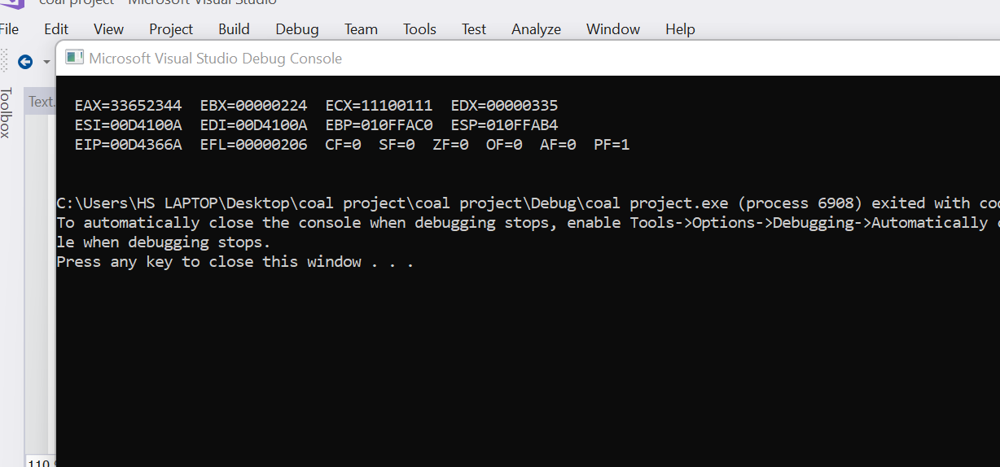 coal project - Microsoft Visual Studio
File Edit View Project Build Debug Team Tools Test Analyze Window Help
Microsoft Visual Studio Debug Console
Toolbox
Text.
EAX=33652344 EBX=00000224 ECX=11100111 EDX=00000335
ESI=00D4100A EDI=00D4100A EBP=010FFAC0 ESP=010FFAB4
EIP=00D4366A EFL=00000206 CF=0 SF=0 ZF=0 OF=0 AF=0 PF=1
C:\Users\HS LAPTOP\Desktop\coal project\coal project\Debug\coal project.exe (process 6908) exited with
To automatically close the console when debugging stops, enable Tools->Options->Debugging->Automatically
le when debugging stops.
Press any key to close this window . . .